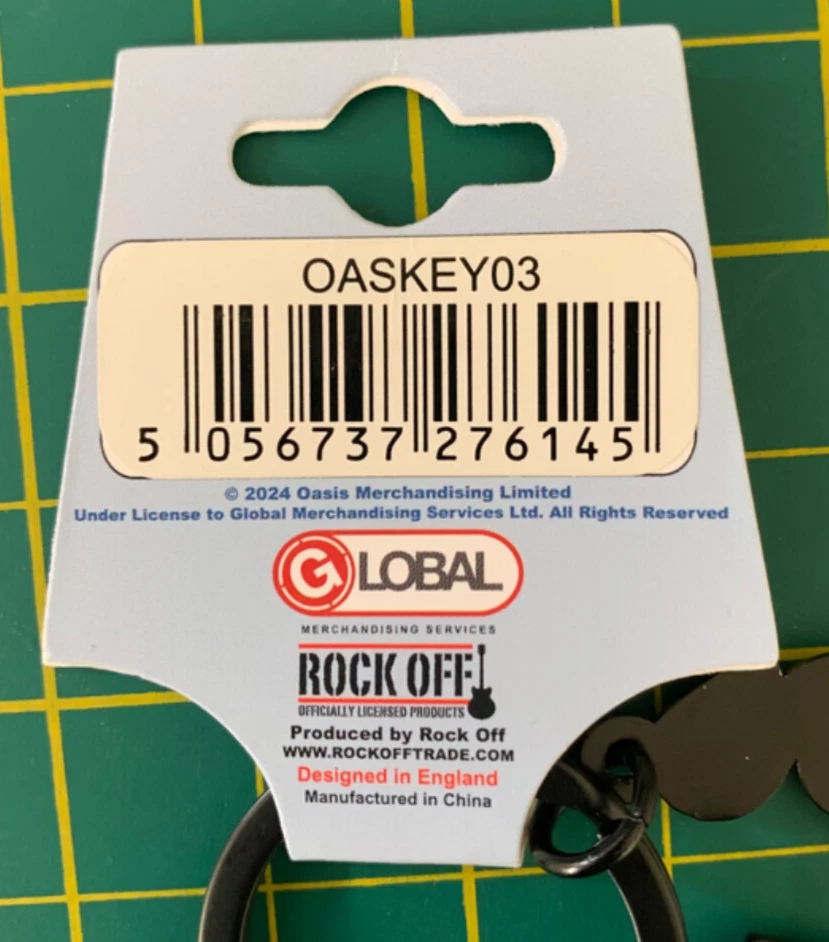 OASKEY03
5 056737 276145
© 2024 Oasis Merchandising Limited
Under License to Global Merchandising Services Ltd. All Rights Reserved
GLOBAL
MERCHANDISING SERVICES
ROCK OFF
OFFICIALLY LICENSED PRODUCTS
Produced by Rock Off
WWW.ROCKOFFTRADE.COM
Designed in England
Manufactured in China